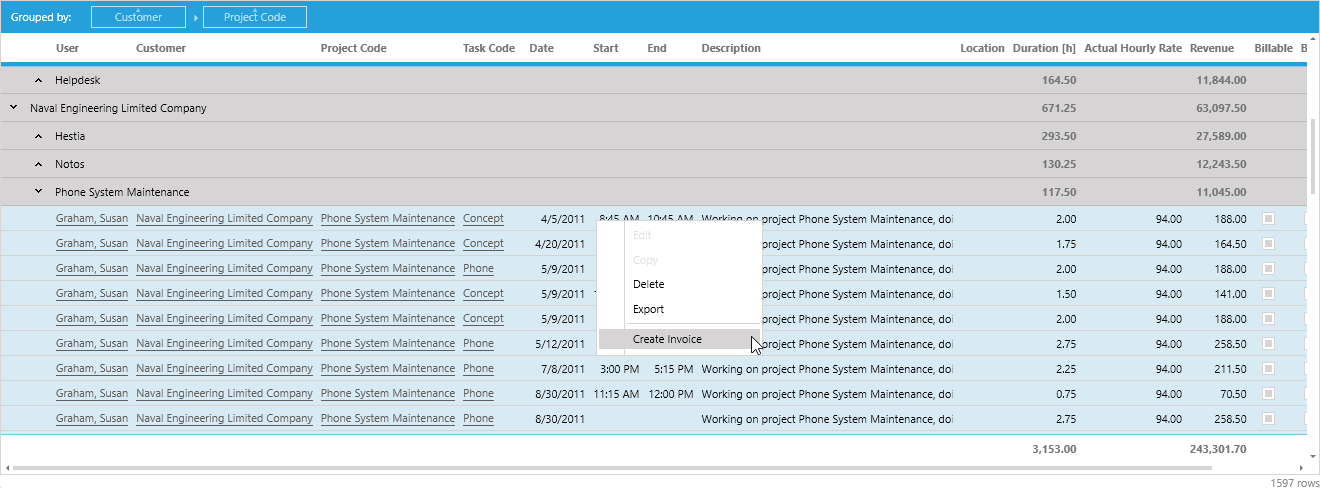 Grouped by: Customer Project Code
User Customer Project Code Task Code Date Start End Description Location Duration [h] Actual Hourly Rate Revenue Billable B
Helpdesk 164.50 11,844.00
Naval Engineering Limited Company 671.25 63,097.50
Hestia 293.50 27,589.00
Notos 130.25 12,243.50
Phone System Maintenance 117.50 11,045.00
Graham, Susan Naval Engineering Limited Company Phone System Maintenance Concept 4/5/2011 8:45 AM 10:45 AM Working on project Phone System Maintenance, doi 2.00 94.00 188.00
Graham, Susan Naval Engineering Limited Company Phone System Maintenance Concept 4/20/2011 Edit project Phone System Maintenance, doi 1.75 94.00 164.50
Graham, Susan Naval Engineering Limited Company Phone System Maintenance Phone 5/9/2011 Copy project Phone System Maintenance, doi 2.00 94.00 188.00
Graham, Susan Naval Engineering Limited Company Phone System Maintenance Concept 5/9/2011 Delete project Phone System Maintenance, doi 1.50 94.00 141.00
Graham, Susan Naval Engineering Limited Company Phone System Maintenance Concept 5/9/2011 Export project Phone System Maintenance, doi 2.00 94.00 188.00
Graham, Susan Naval Engineering Limited Company Phone System Maintenance Phone 5/12/2011 Create Invoice project Phone System Maintenance, doi 2.75 94.00 258.50
Graham, Susan Naval Engineering Limited Company Phone System Maintenance Phone 7/8/2011 3:00 PM 5:15 PM Working on project Phone System Maintenance, doi 2.25 94.00 211.50
Graham, Susan Naval Engineering Limited Company Phone System Maintenance Phone 8/30/2011 11:15 AM 12:00 PM Working on project Phone System Maintenance, doi 0.75 94.00 70.50
Graham, Susan Naval Engineering Limited Company Phone System Maintenance Phone 8/30/2011 Working on project Phone System Maintenance, doi 2.75 94.00 258.50
3,153.00 243,301.70
1597 rows